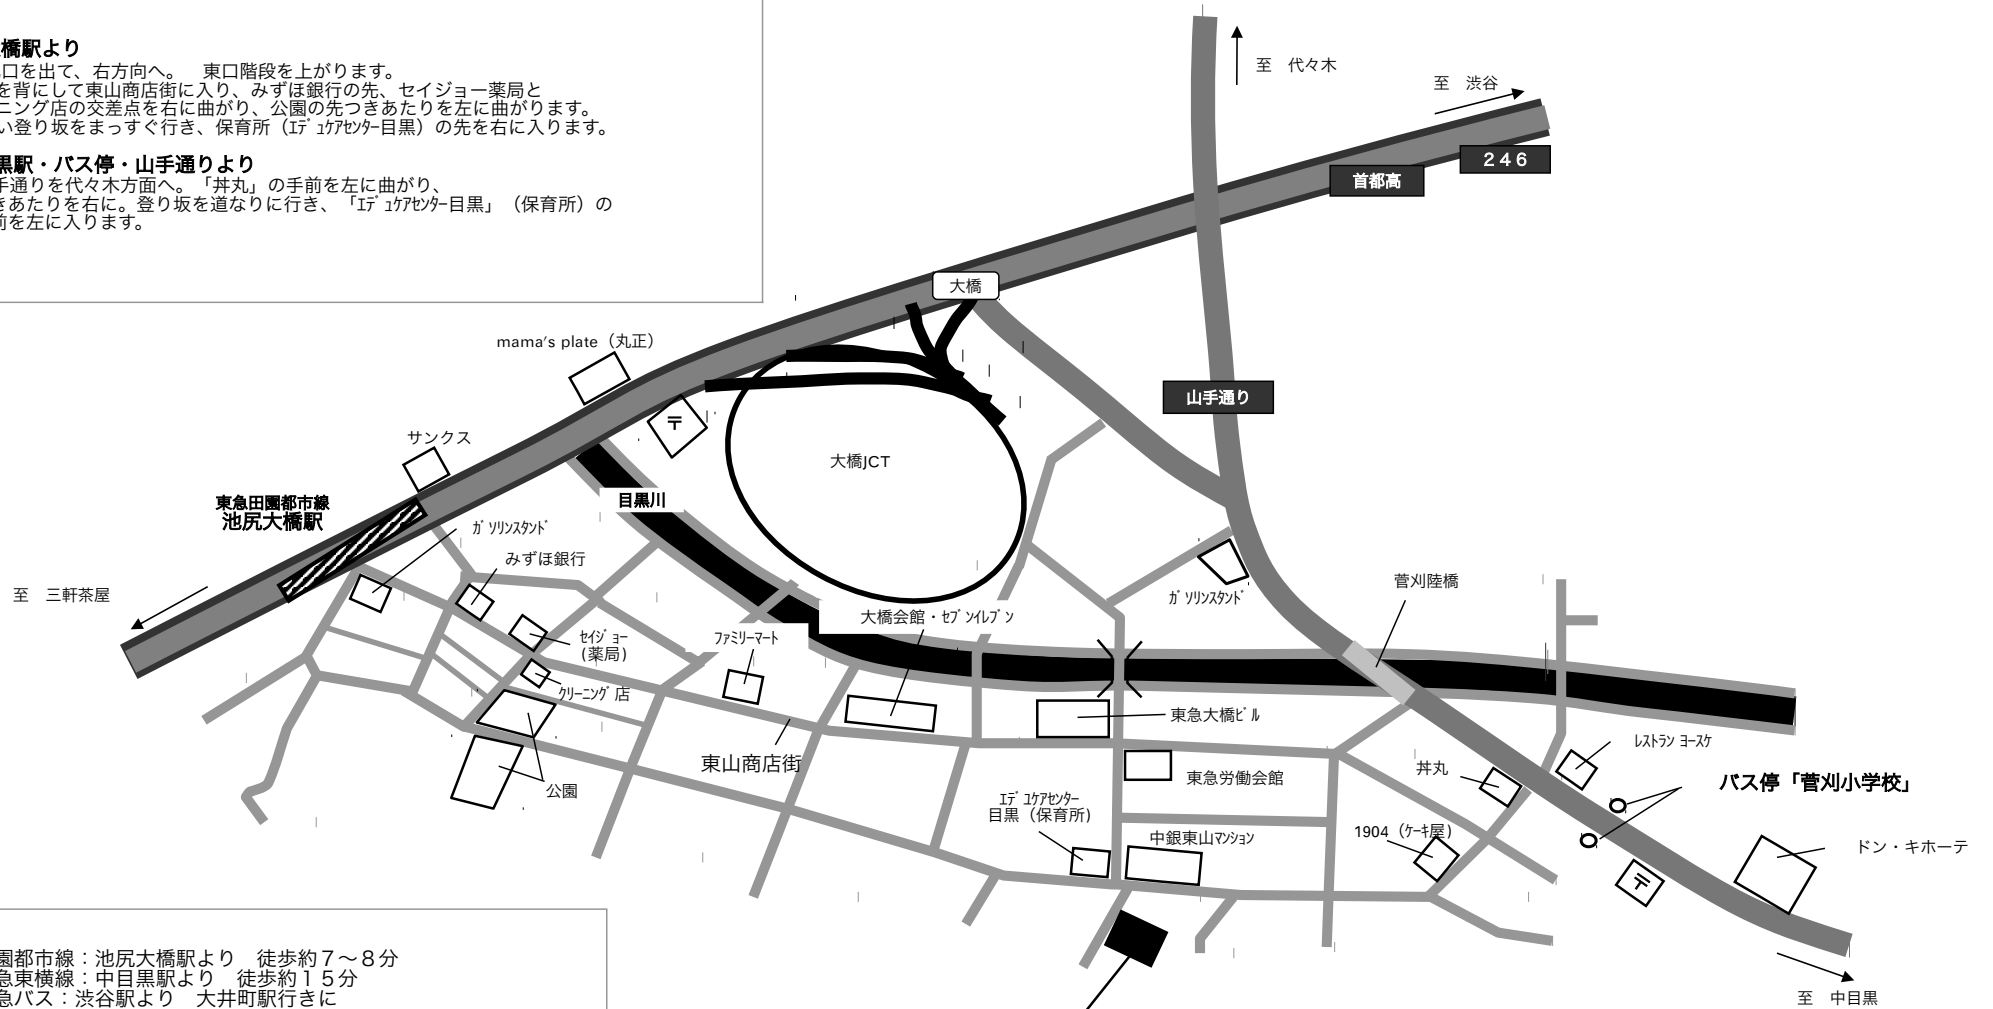 橋駅より
口を出て、右方向へ。　東口階段を上がります。
を背にして東山商店街に入り、みずほ銀行の先、セイジョー薬局と
ニング店の交差点を右に曲がり、公園の先つきあたりを左に曲がります。
い登り坂をまっすぐ行き、保育所（ｴﾃﾞｭｹｱｾﾝﾀｰ目黒）の先を右に入ります。
黒駅・バス停・山手通りより
手通りを代々木方面へ。「丼丸」の手前を左に曲がり、
きあたりを右に。登り坂を道なりに行き、「ｴﾃﾞｭｹｱｾﾝﾀｰ目黒」（保育所）の
前を左に入ります。
至　代々木
至　渋谷
２４６
首都高
大橋
mama's plate（丸正）
〒
山手通り
サンクス
大橋JCT
東急田園都市線
池尻大橋駅
目黒川
ｶﾞｿﾘﾝｽﾀﾝﾄﾞ
みずほ銀行
至　三軒茶屋
菅刈陸橋
ｶﾞｿﾘﾝｽﾀﾝﾄﾞ
大橋会館・ｾﾌﾞﾝｲﾚﾌﾞﾝ
ｾｲｼﾞｮｰ
(薬局)
ﾌｧﾐﾘｰﾏｰﾄ
ｸﾘｰﾆﾝｸﾞ店
東急大橋ﾋﾞﾙ
東山商店街
公園
東急労働会館
ﾚｽﾄﾗﾝ ﾖｰｽｹ
丼丸
バス停「菅刈小学校」
ｴﾃﾞｭｹｱｾﾝﾀｰ
目黒（保育所）
中銀東山ﾏﾝｼｮﾝ
1904（ｹｰｷ屋）
ドン・キホーテ
〒
至　中目黒
園都市線：池尻大橋駅より　徒歩約７～８分
急東横線：中目黒駅より　徒歩約１５分
急バス：渋谷駅より　大井町駅行きに